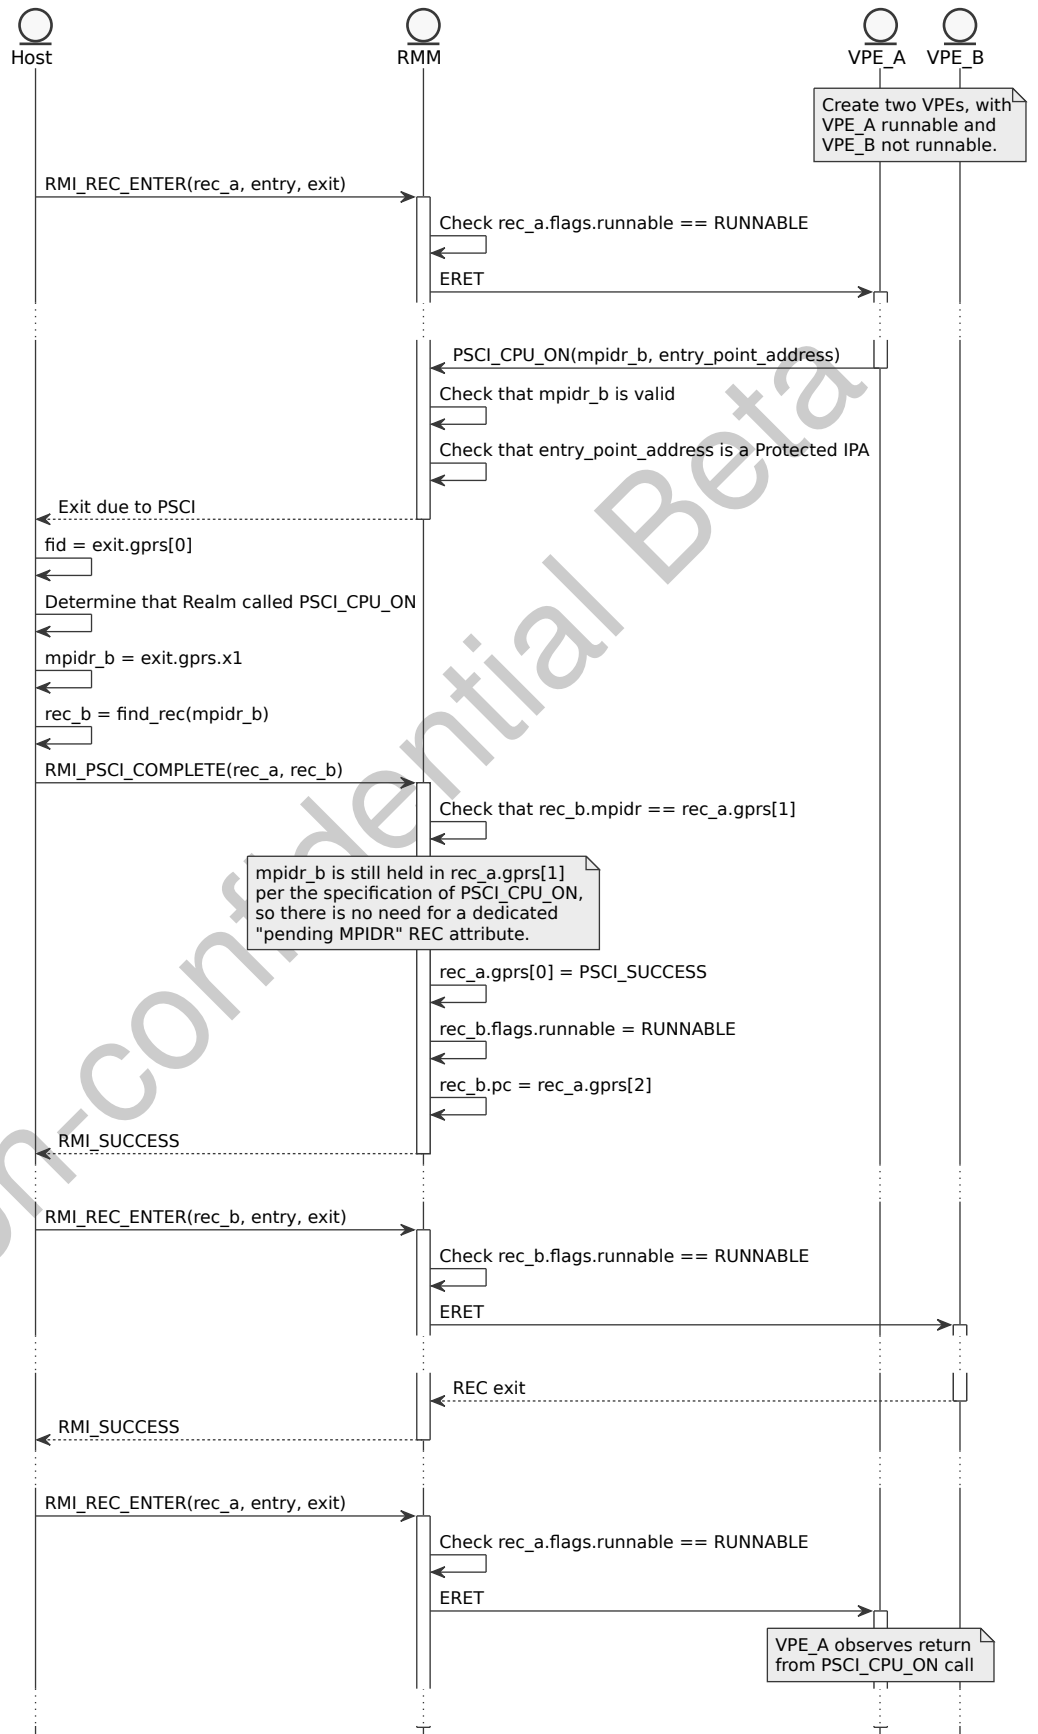 Host
RMM
VPE_A
VPE_B
Create two VPEs, with
VPE_A runnable and
VPE_B not runnable.
RMI_REC_ENTER(rec_a, entry, exit)
Check rec_a.flags.runnable == RUNNABLE
ERET
PSCI_CPU_ON(mpidr_b, entry_point_address)
Check that mpidr_b is valid
Check that entry_point_address is a Protected IPA
Exit due to PSCI
fid = exit.gprs[0]
Determine that Realm called PSCI_CPU_ON
mpidr_b = exit.gprs.x1
rec_b = find_rec(mpidr_b)
RMI_PSCI_COMPLETE(rec_a, rec_b)
Check that rec_b.mpidr == rec_a.gprs[1]
mpidr_b is still held in rec_a.gprs[1]
per the specification of PSCI_CPU_ON,
so there is no need for a dedicated
"pending MPIDR" REC attribute.
rec_a.gprs[0] = PSCI_SUCCESS
rec_b.flags.runnable = RUNNABLE
rec_b.pc = rec_a.gprs[2]
RMI_SUCCESS
RMI_REC_ENTER(rec_b, entry, exit)
Check rec_b.flags.runnable == RUNNABLE
ERET
REC exit
RMI_SUCCESS
RMI_REC_ENTER(rec_a, entry, exit)
Check rec_a.flags.runnable == RUNNABLE
ERET
VPE_A observes return
from PSCI_CPU_ON call
on-confidential Beta